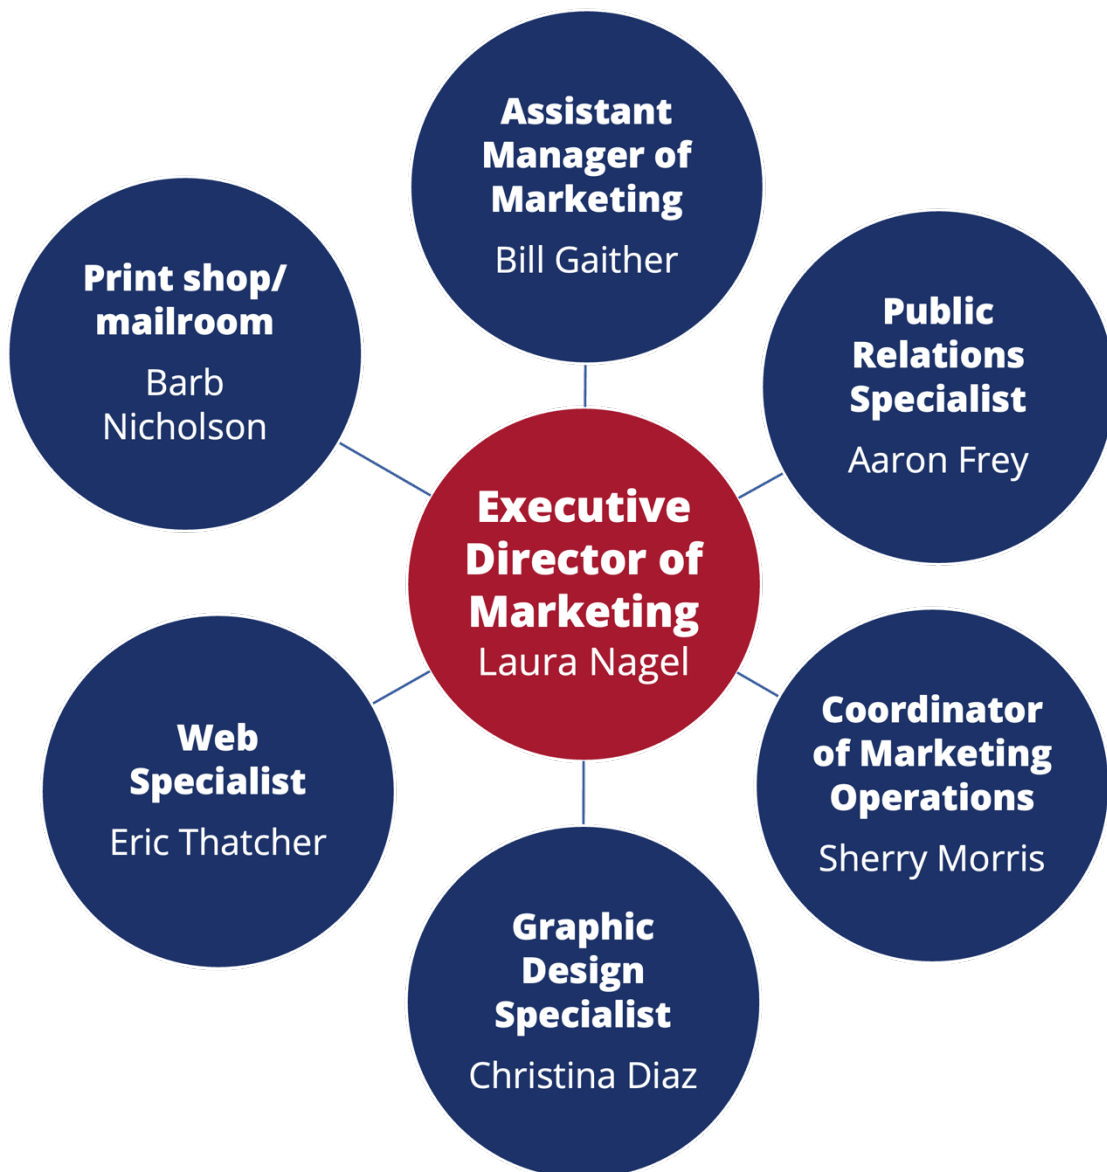 Assistant
Manager of
Marketing
Bill Gaither
Print shop/
mailroom
Barb
Nicholson
Public
Relations
Specialist
Aaron Frey
Executive
Director of
Marketing
Laura Nagel
Web
Specialist
Eric Thatcher
Coordinator
of Marketing
Operations
Sherry Morris
Graphic
Design
Specialist
Christina Diaz